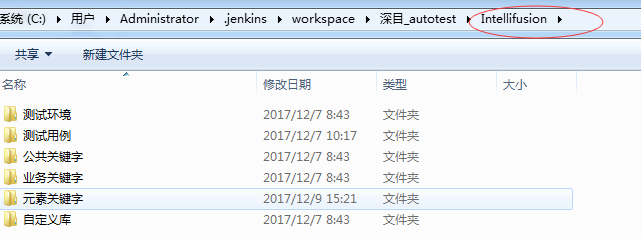 系统 (C:) 用户 Administrator .jenkins workspace 深目_autotest Intellifusion
共享 新建文件夹
名称 修改日期 类型 大小
测试环境 2017/12/7 8:43 文件夹
测试用例 2017/12/7 10:17 文件夹
公共关键字 2017/12/7 8:43 文件夹
业务关键字 2017/12/7 8:43 文件夹
元素关键字 2017/12/9 15:21 文件夹
自定义库 2017/12/7 8:43 文件夹